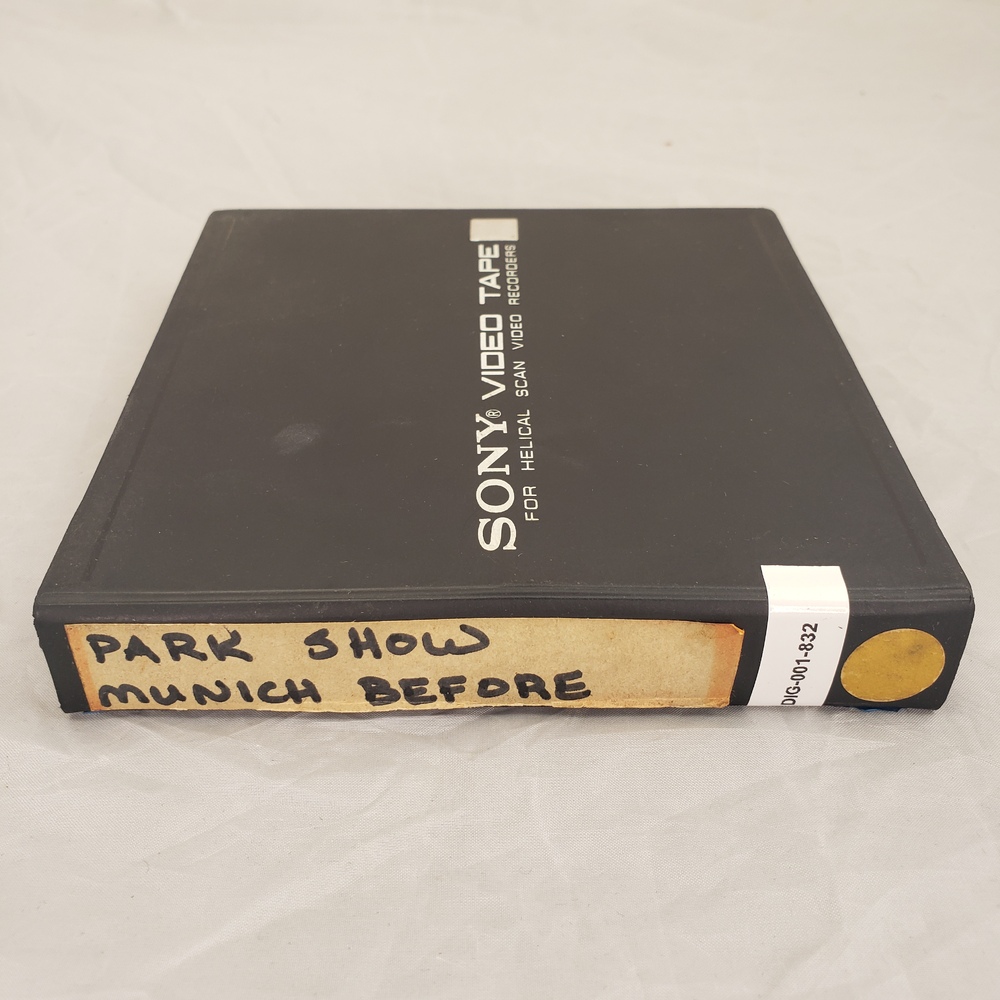 SONY® VIDEO TAPE
FOR HELICAL SCAN VIDEO RECORDERS
PARK SHOW
MUNICH BEFORE
DIG-001-832